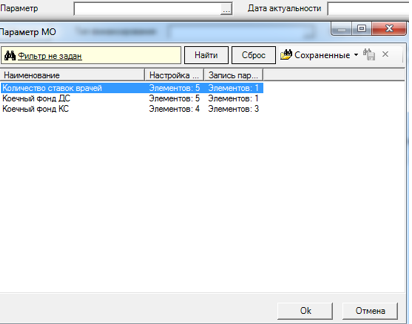 Параметр ... Дата актуальности
Параметр МО
Фильтр не задан Найти Сброс Сохраненные
Наименование Настройка ... Запись пар...
Количество ставок врачей Элементов: 5 Элементов: 1
Коечный фонд ДС Элементов: 5 Элементов: 1
Коечный фонд КС Элементов: 4 Элементов: 3
Ok Отмена